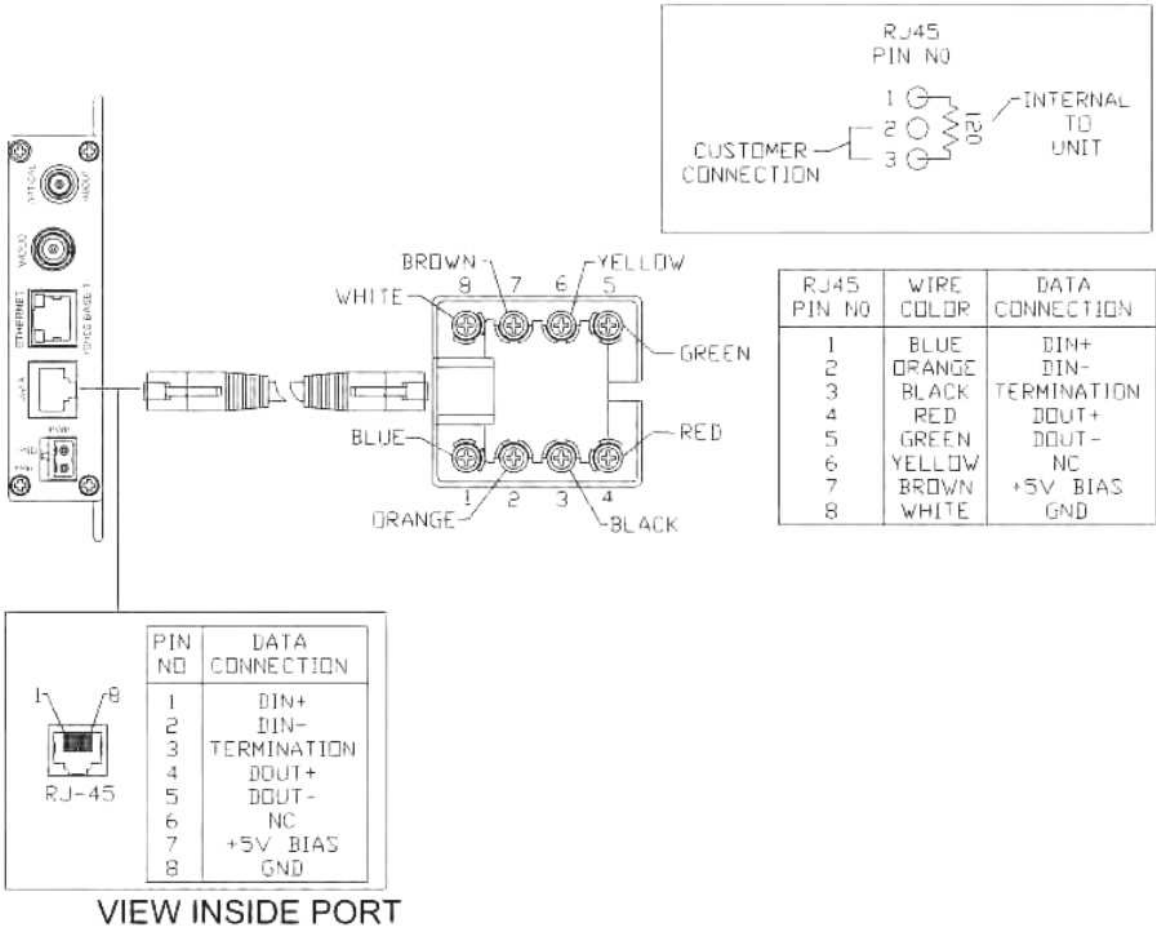 RJ45
PIN NO
1
2
3
120
INTERNAL
TO
UNIT
CUSTOMER
CONNECTION
OPTICAL
VIDEO
ETHERNET
DATA
BROWN
YELLOW
WHITE
8 7 6 5
GREEN
BLUE
RED
1 2 3 4
ORANGE
BLACK
RJ45 PIN NO WIRE COLOR DATA CONNECTION
1 BLUE DIN+
2 ORANGE DIN-
3 BLACK TERMINATION
4 RED DOUT+
5 GREEN DOUT-
6 YELLOW NC
7 BROWN +5V BIAS
8 WHITE GND
1 8
RJ-45
PIN NO DATA CONNECTION
1 DIN+
2 DIN-
3 TERMINATION
4 DOUT+
5 DOUT-
6 NC
7 +5V BIAS
8 GND
VIEW INSIDE PORT